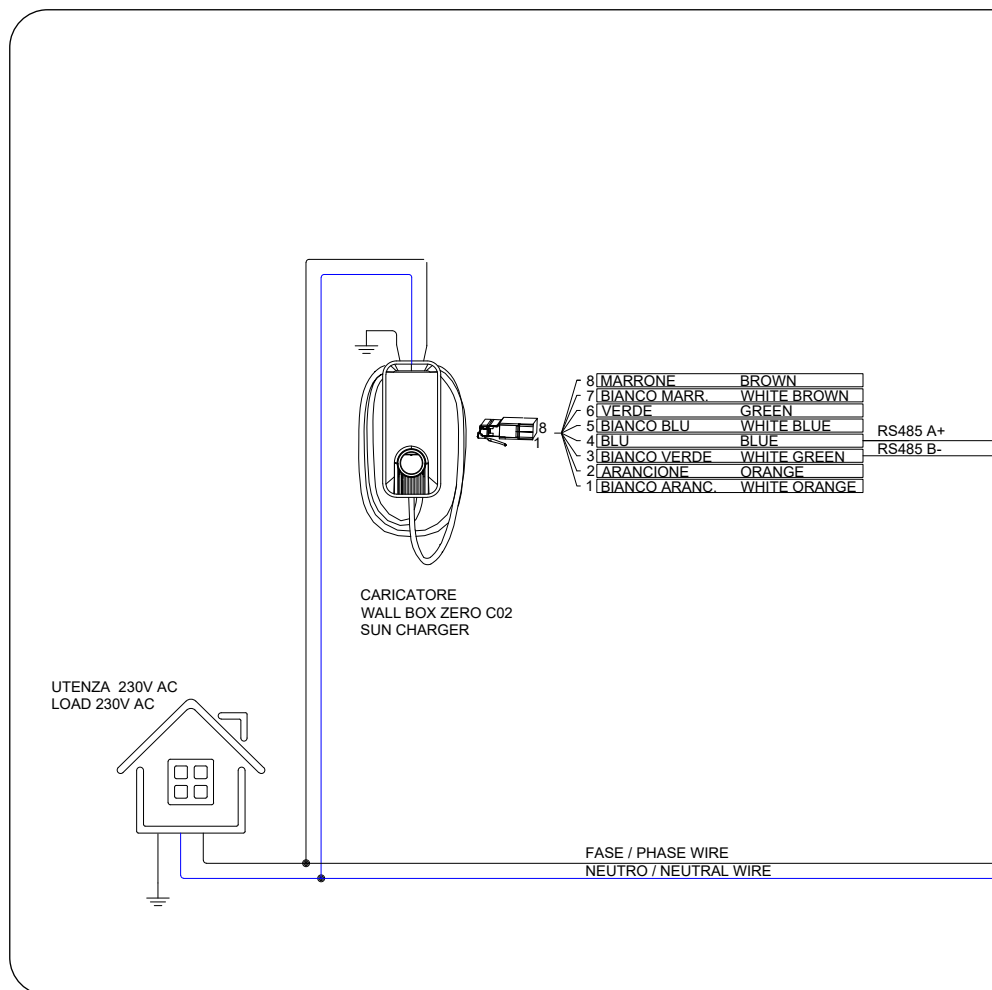 8 MARRONE BROWN
7 BIANCO MARR. WHITE BROWN
6 VERDE GREEN
5 BIANCO BLU WHITE BLUE
4 BLU BLUE
3 BIANCO VERDE WHITE GREEN
2 ARANCIONE ORANGE
1 BIANCO ARANC. WHITE ORANGE
8
1
RS485 A+
RS485 B-
CARICATORE
WALL BOX ZERO C02
SUN CHARGER
UTENZA 230V AC
LOAD 230V AC
FASE / PHASE WIRE
NEUTRO / NEUTRAL WIRE